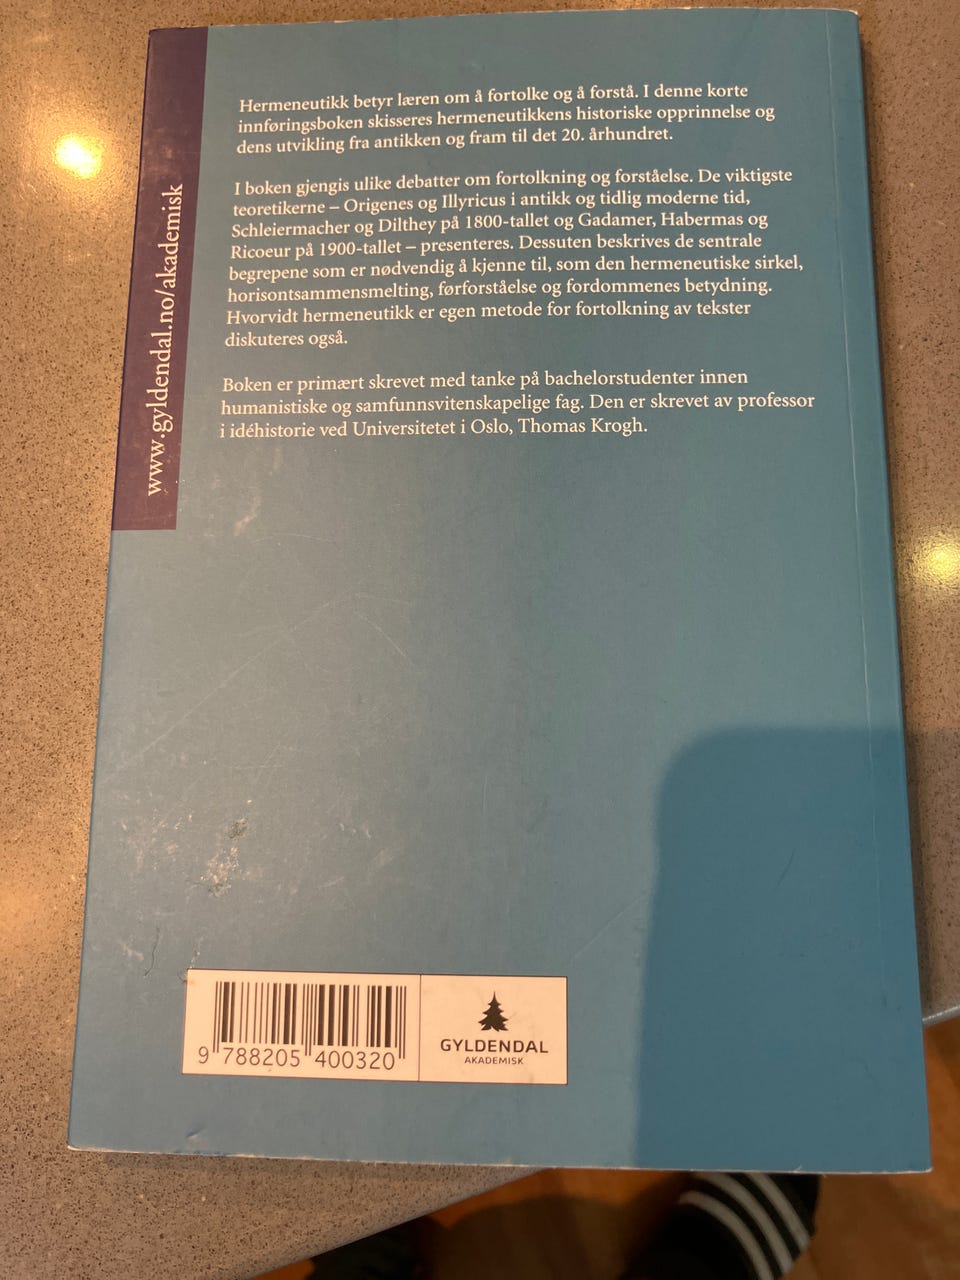 Hermeneutikk betyr læren om å fortolke og å forstå. I denne korte
innføringsboken skisseres hermeneutikkens historiske opprinnelse og
dens utvikling fra antikken og fram til det 20. århundret.
I boken gjengis ulike debatter om fortolkning og forståelse. De viktigste
teoretikerne – Origenes og Illyricus i antikk og tidlig moderne tid,
Schleiermacher og Dilthey på 1800-tallet og Gadamer, Habermas og
Ricoeur på 1900-tallet – presenteres. Dessuten beskrives de sentrale
begrepene som er nødvendig å kjenne til, som den hermeneutiske sirkel,
horisontsammensmelting, førforståelse og fordommenes betydning.
Hvorvidt hermeneutikk er egen metode for fortolkning av tekster
diskuteres også.
Boken er primært skrevet med tanke på bachelorstudenter innen
humanistiske og samfunnsvitenskapelige fag. Den er skrevet av professor
i idéhistorie ved Universitetet i Oslo, Thomas Krogh.
www.gyldendal.no/akademisk
9 788205 400320
GYLDENDAL
AKADEMISK